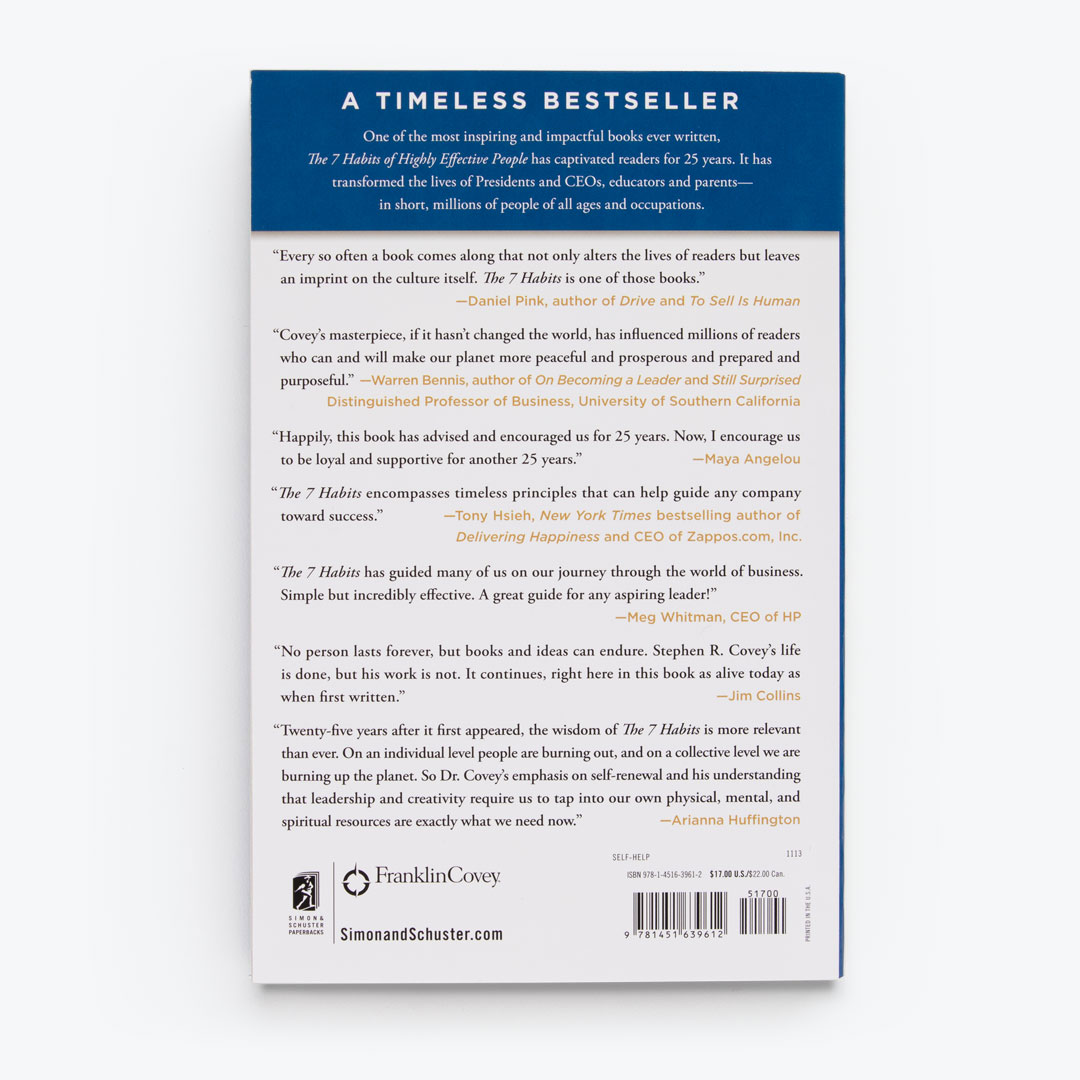 A TIMELESS BESTSELLER
One of the most inspiring and impactful books ever written,
The 7 Habits of Highly Effective People has captivated readers for 25 years. It has
transformed the lives of Presidents and CEOs, educators and parents—
in short, millions of people of all ages and occupations.
“Every so often a book comes along that not only alters the lives of readers but leaves
an imprint on the culture itself. The 7 Habits is one of those books.”
—Daniel Pink, author of Drive and To Sell Is Human
“Covey’s masterpiece, if it hasn’t changed the world, has influenced millions of readers
who can and will make our planet more peaceful and prosperous and prepared and
purposeful.” —Warren Bennis, author of On Becoming a Leader and Still Surprised
Distinguished Professor of Business, University of Southern California
“Happily, this book has advised and encouraged us for 25 years. Now, I encourage us
to be loyal and supportive for another 25 years.” —Maya Angelou
“The 7 Habits encompasses timeless principles that can help guide any company
toward success.” —Tony Hsieh, New York Times bestselling author of
Delivering Happiness and CEO of Zappos.com, Inc.
“The 7 Habits has guided many of us on our journey through the world of business.
Simple but incredibly effective. A great guide for any aspiring leader!”
—Meg Whitman, CEO of HP
“No person lasts forever, but books and ideas can endure. Stephen R. Covey’s life
is done, but his work is not. It continues, right here in this book as alive today as
when first written.” —Jim Collins
“Twenty-five years after it first appeared, the wisdom of The 7 Habits is more relevant
than ever. On an individual level people are burning out, and on a collective level we are
burning up the planet. So Dr. Covey’s emphasis on self-renewal and his understanding
that leadership and creativity require us to tap into our own physical, mental, and
spiritual resources are exactly what we need now.” —Arianna Huffington
SIMON &
SCHUSTER
PAPERBACKS
FranklinCovey
SimonandSchuster.com
SELF-HELP 1113
ISBN 978-1-4516-3961-2 $17.00 U.S./$22.00 Can.
51700
9 781451 639612
PRINTED IN THE U.S.A.